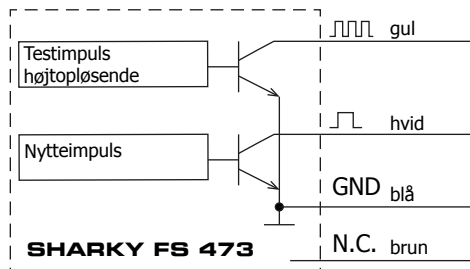 gul
Testimpuls
højtopløsende
hvid
Nytteimpuls
GND blå
SHARKY FS 473
N.C. brun